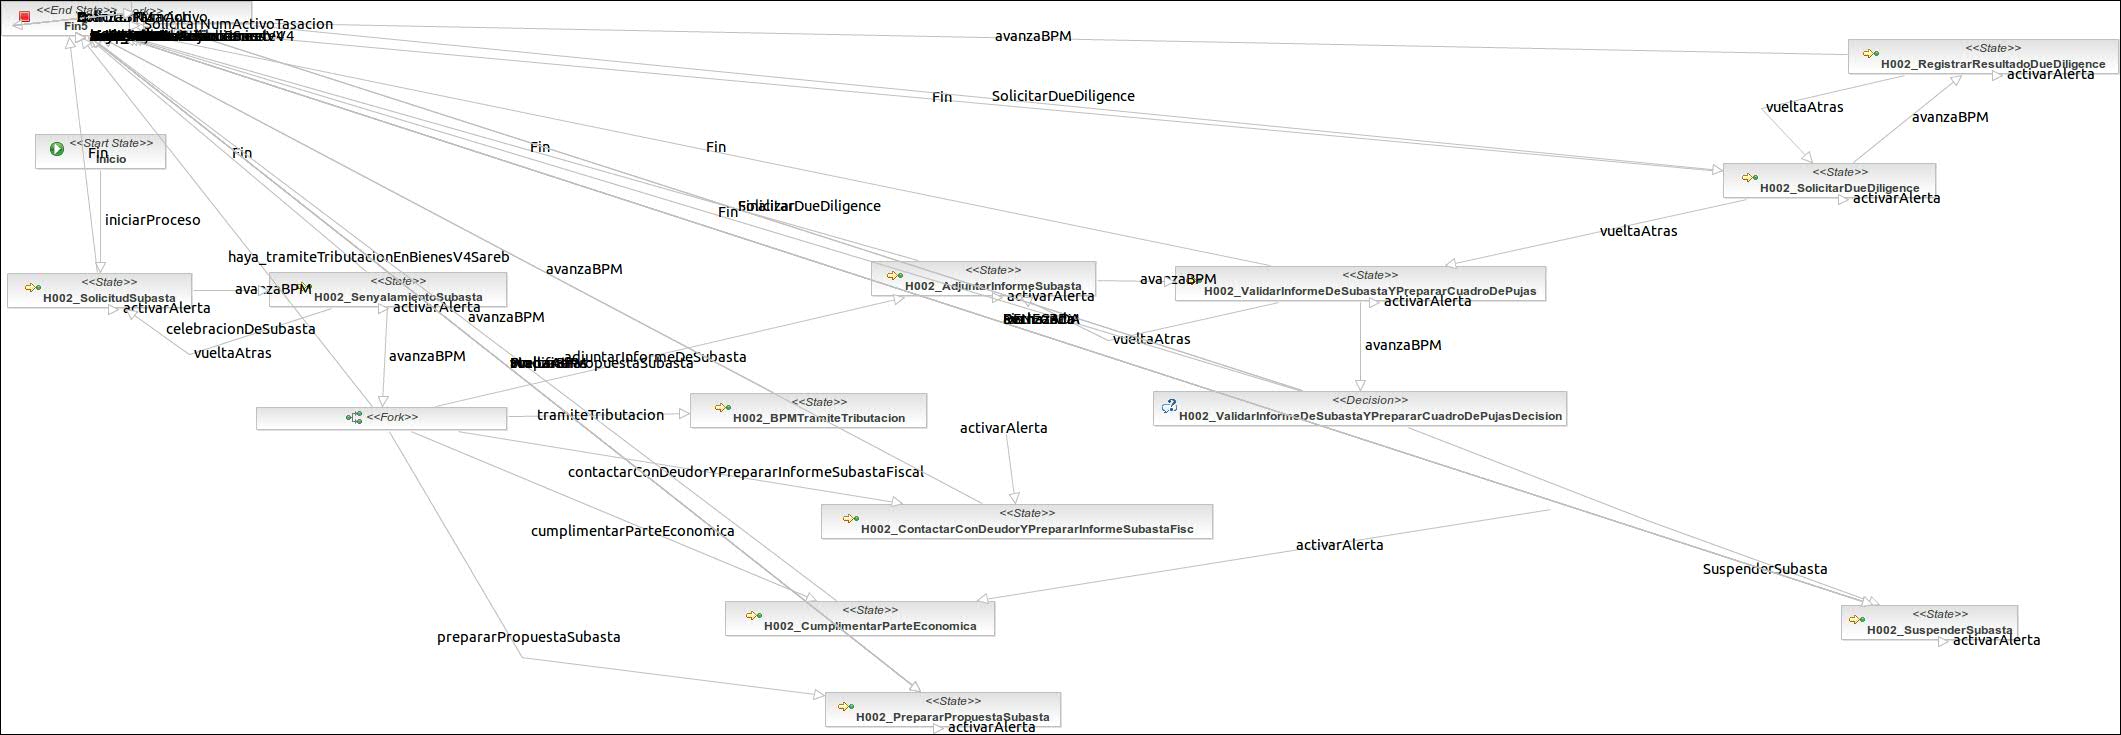 <<End State>>
Fin5
SolicitarNumActivoTasacion
avanzaBPM
<<State>>
H002_RegistrarResultadoDueDiligence
activarAlerta
Fin
SolicitarDueDiligence
vueltaAtras
avanzaBPM
<<Start State>>
Inicio
Fin
Fin
Fin
Fin
<<State>>
H002_SolicitarDueDiligence
activarAlerta
Fin
iniciarProceso
vueltaAtras
haya_tramiteTributacionEnBienesV4Sareb
avanzaBPM
<<State>>
H002_SolicitudSubasta
activarAlerta
avanzaBPM
<<State>>
H002_SenyalamientoSubasta
activarAlerta
<<State>>
H002_AdjuntarInformeSubasta
activarAlerta
avanzaBPM
<<State>>
H002_ValidarInformeDeSubastaYPrepararCuadroDePujas
activarAlerta
avanzaBPM
celebracionDeSubasta
vueltaAtras
avanzaBPM
adjuntarInformeDeSubasta
vueltaAtras
avanzaBPM
<<Fork>>
tramiteTributacion
<<State>>
H002_BPMTramiteTributacion
<<Decision>>
H002_ValidarInformeDeSubastaYPrepararCuadroDePujasDecision
activarAlerta
contactarConDeudorYPrepararInformeSubastaFiscal
<<State>>
H002_ContactarConDeudorYPrepararInformeSubastaFisc
cumplimentarParteEconomica
activarAlerta
SuspenderSubasta
<<State>>
H002_CumplimentarParteEconomica
<<State>>
H002_SuspenderSubasta
activarAlerta
prepararPropuestaSubasta
<<State>>
H002_PrepararPropuestaSubasta
activarAlerta